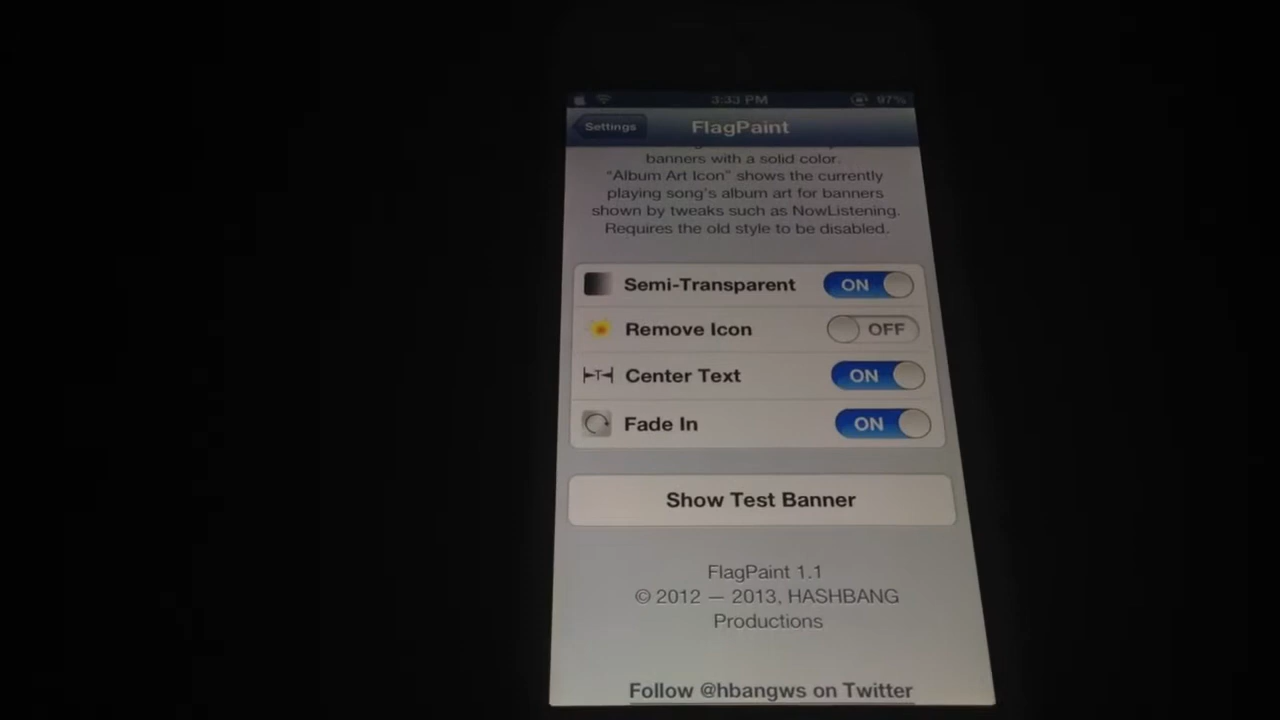 3:33 PM
97%
Settings
FlagPaint
banners with a solid color.
“Album Art Icon” shows the currently
playing song's album art for banners
shown by tweaks such as NowListening.
Requires the old style to be disabled.
Semi-Transparent ON
Remove Icon OFF
T
Center Text ON
Fade In ON
Show Test Banner
FlagPaint 1.1
© 2012 — 2013, HASHBANG
Productions
Follow @hbangws on Twitter